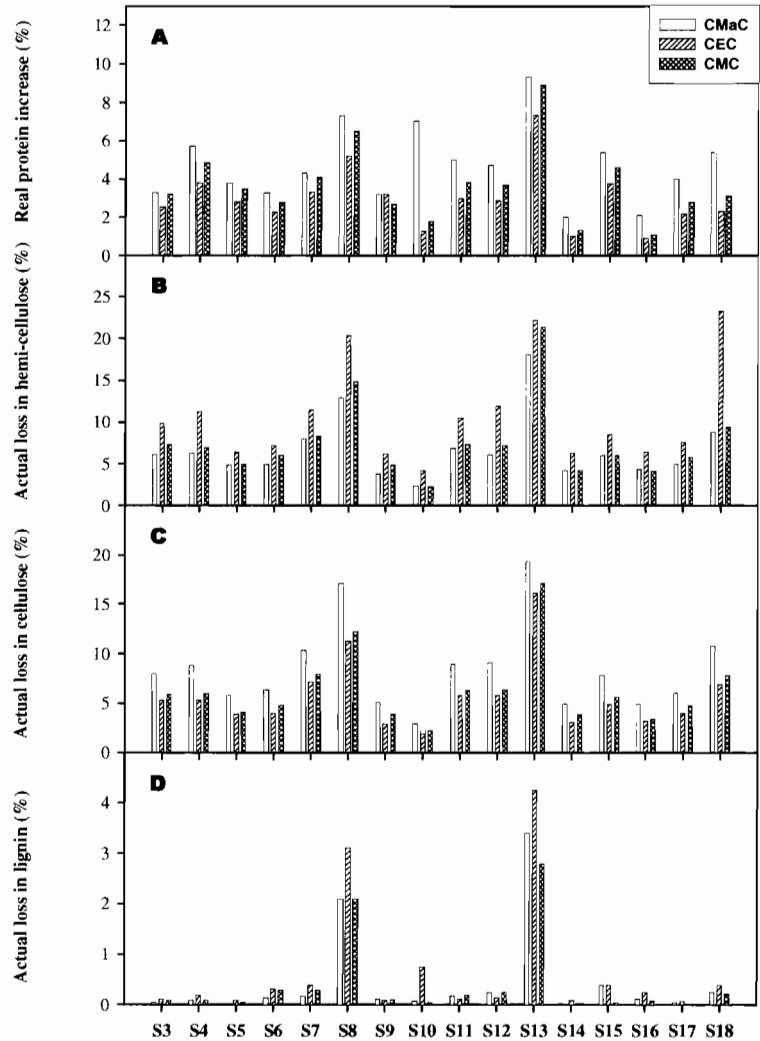 CMaC
CEC
CMC
A
Real protein increase (%)
12
10
8
6
4
2
0
B
Actual loss in hemi-cellulose (%)
25
20
15
10
5
0
C
Actual loss in cellulose (%)
20
15
10
5
0
D
Actual loss in lignin (%)
4
3
2
1
0
S3 S4 S5 S6 S7 S8 S9 S10 S11 S12 S13 S14 S15 S16 S17 S18